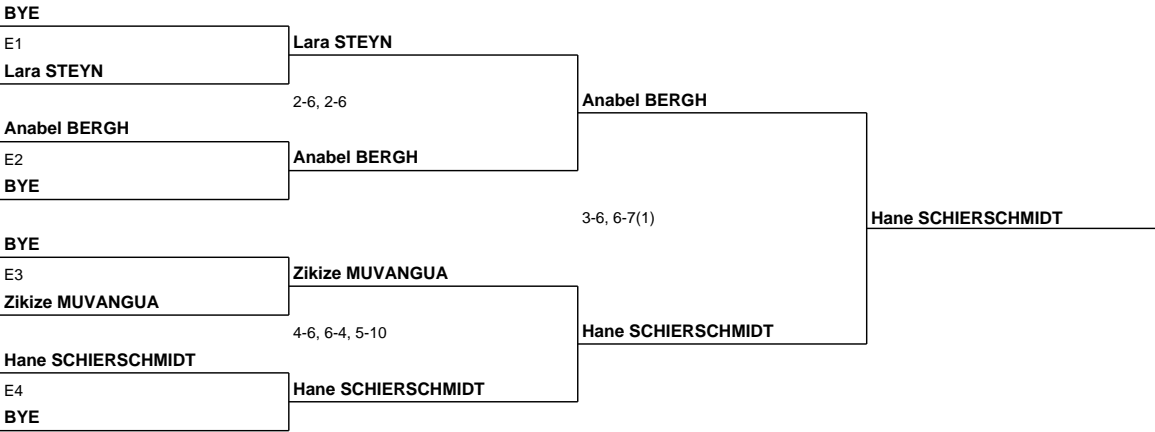 BYE
E1
Lara STEYN
Lara STEYN
2-6, 2-6
Anabel BERGH
Anabel BERGH
E2
Anabel BERGH
BYE
3-6, 6-7(1)
Hane SCHIERSCHMIDT
BYE
E3
Zikize MUVANGUA
Zikize MUVANGUA
4-6, 6-4, 5-10
Hane SCHIERSCHMIDT
Hane SCHIERSCHMIDT
E4
Hane SCHIERSCHMIDT
BYE